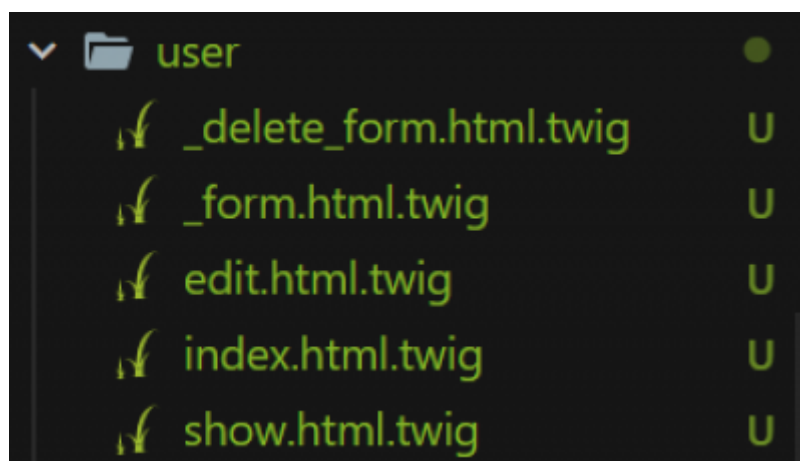 user
_delete_form.html.twig U
_form.html.twig U
edit.html.twig U
index.html.twig U
show.html.twig U